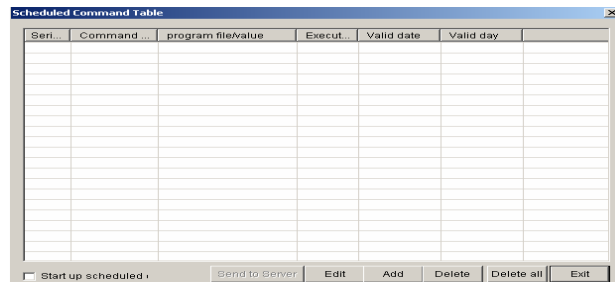 Scheduled Command Table
Seri... Command ... program file/value Execut... Valid date Valid day
Start up scheduled
Send to Server Edit Add Delete Delete all Exit